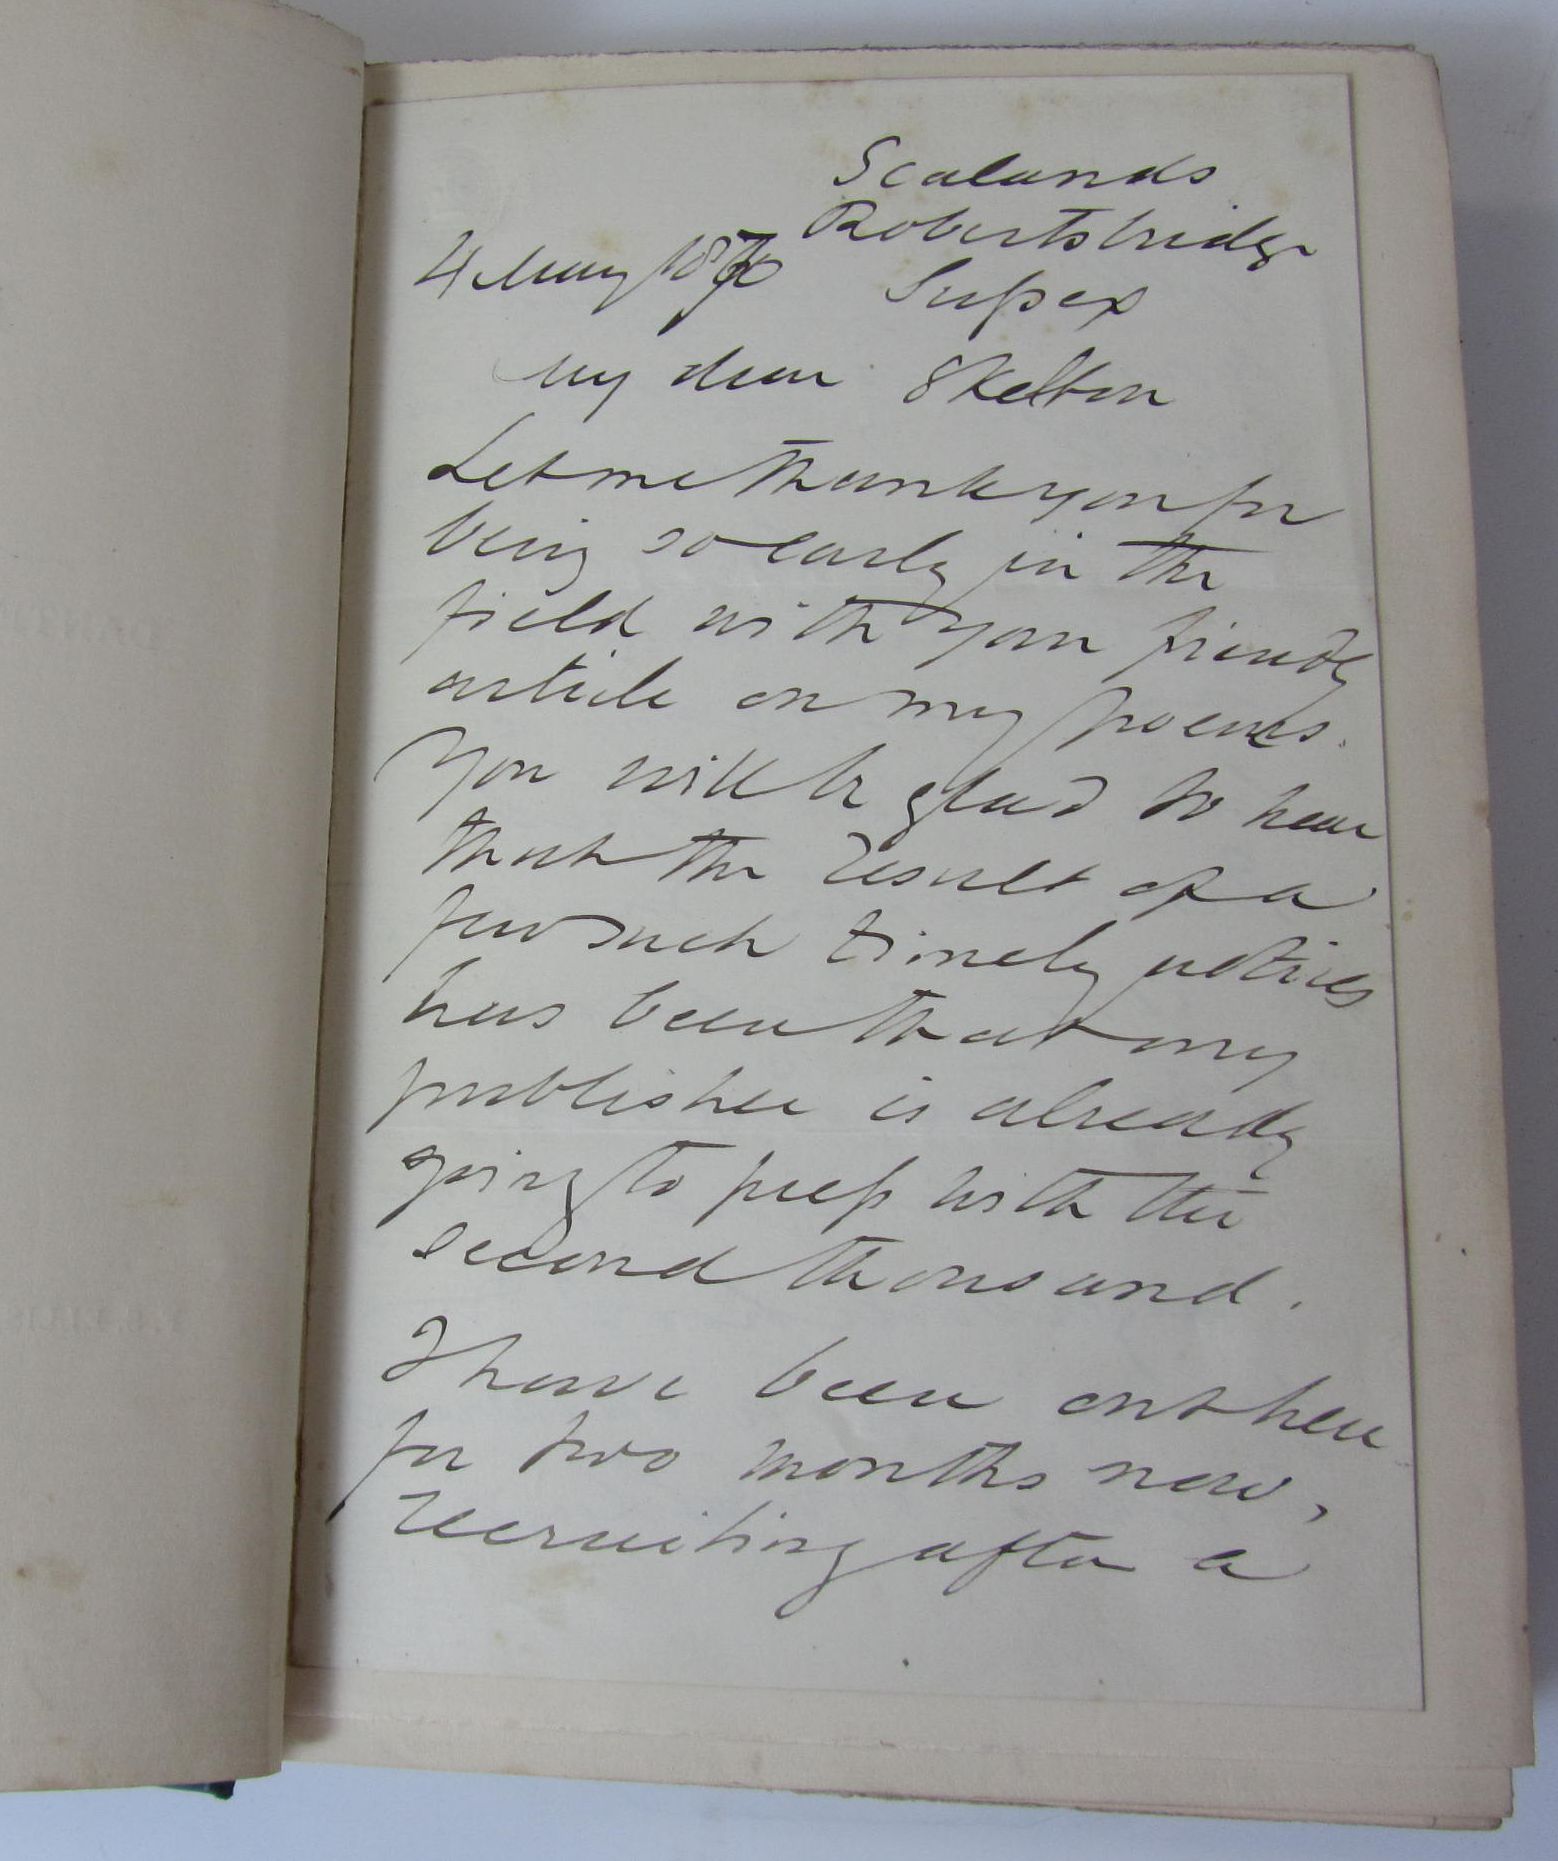 Scalands
Robertsbridge
4 May 1870 Sussex
My dear Skelton
Let me thank you for
being so early in the
field with your friendly
article on my poems.
You will be glad to hear
that the result of a
few such timely notices
has been that my
publisher is already
going to press with the
second thousand.
I have been out here
for two months now,
recruiting after a